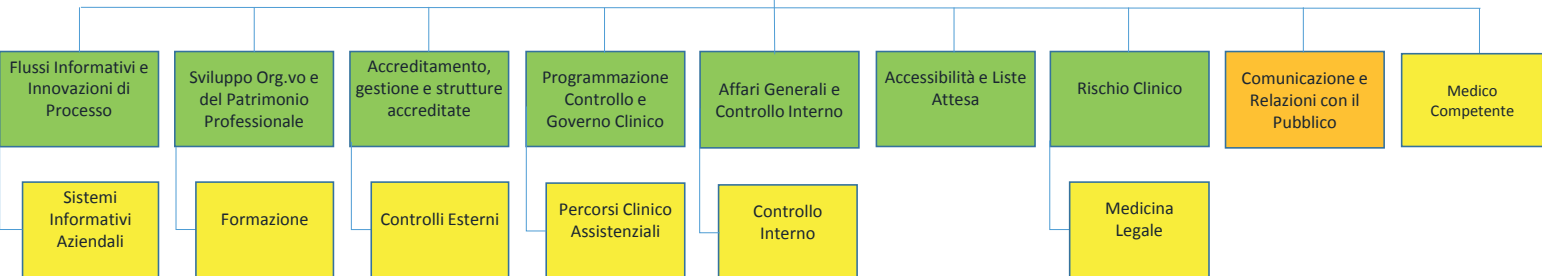 Flussi Informativi e
Innovazioni di
Processo
Sviluppo Org.vo e
del Patrimonio
Professionale
Accreditamento,
gestione e strutture
accreditate
Programmazione
Controllo e
Governo Clinico
Affari Generali e
Controllo Interno
Accessibilità e Liste
Attesa
Rischio Clinico
Comunicazione e
Relazioni con il
Pubblico
Medico
Competente
Sistemi
Informativi
Aziendali
Formazione
Controlli Esterni
Percorsi Clinico
Assistenziali
Controllo
Interno
Medicina
Legale